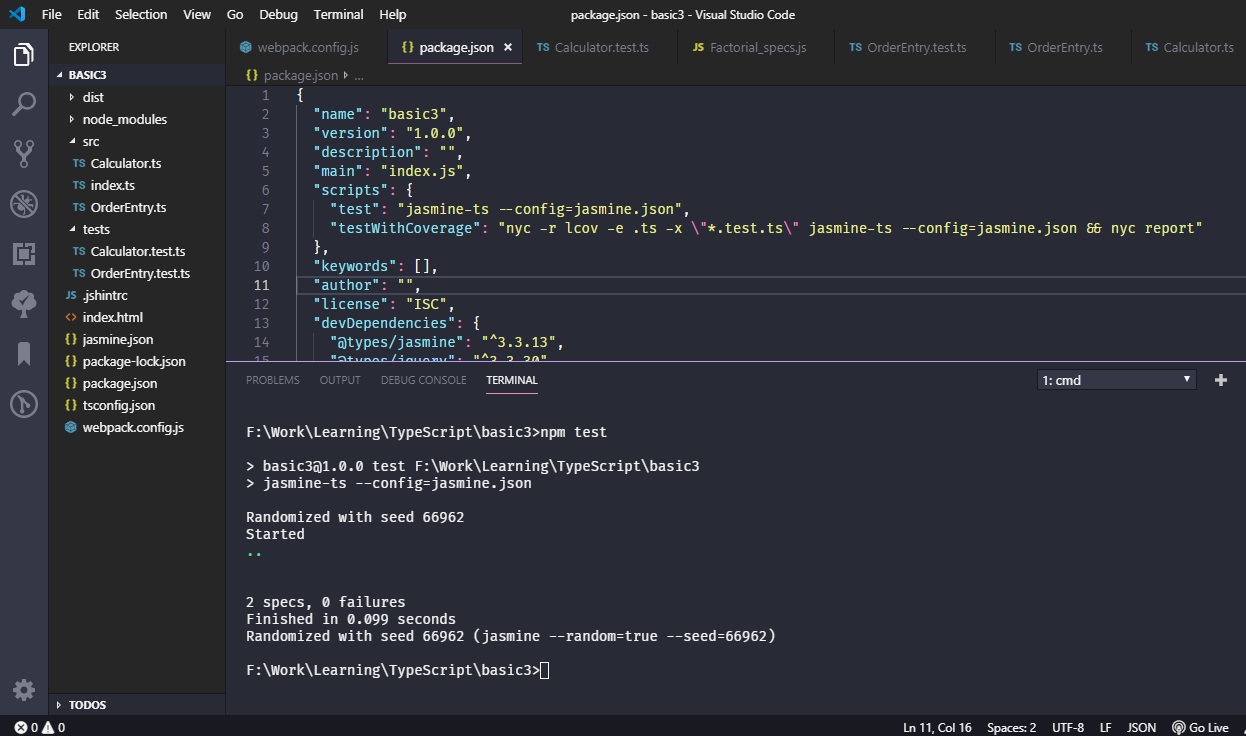 File Edit Selection View Go Debug Terminal Help
package.json - basic3 - Visual Studio Code
EXPLORER
BASIC3
dist
node_modules
src
TS Calculator.ts
TS index.ts
TS OrderEntry.ts
tests
TS Calculator.test.ts
TS OrderEntry.test.ts
JS .jshintrc
<> index.html
{} jasmine.json
{} package-lock.json
{} package.json
{} tsconfig.json
webpack.config.js
TODOS
webpack.config.js {} package.json × TS Calculator.test.ts JS Factorial_specs.js TS OrderEntry.test.ts TS OrderEntry.ts TS Calculator.ts
{} package.json ...
1 {
2 "name": "basic3",
3 "version": "1.0.0",
4 "description": "",
5 "main": "index.js",
6 "scripts": {
7 "test": "jasmine-ts --config=jasmine.json",
8 "testWithCoverage": "nyc -r lcov -e .ts -x \"*.test.ts\" jasmine-ts --config=jasmine.json && nyc report"
9 },
10 "keywords": [],
11 "author": "",
12 "license": "ISC",
13 "devDependencies": {
14 "@types/jasmine": "^3.3.13",
15 "@types/jquery": "^3.3.30"
PROBLEMS OUTPUT DEBUG CONSOLE TERMINAL
1: cmd
F:\Work\Learning\TypeScript\basic3>npm test
> basic3@1.0.0 test F:\Work\Learning\TypeScript\basic3
> jasmine-ts --config=jasmine.json
Randomized with seed 66962
Started
..
2 specs, 0 failures
Finished in 0.099 seconds
Randomized with seed 66962 (jasmine --random=true --seed=66962)
F:\Work\Learning\TypeScript\basic3>
0 0
Ln 11, Col 16 Spaces: 2 UTF-8 LF JSON Go Live